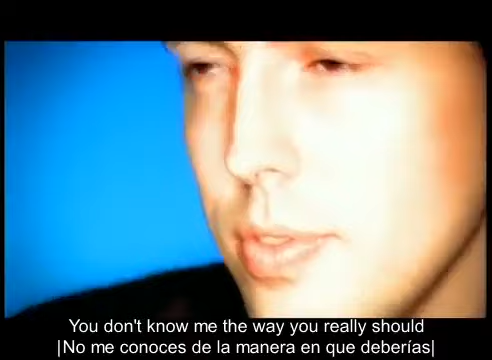 You don't know me the way you really should
|No me conoces de la manera en que deberías|